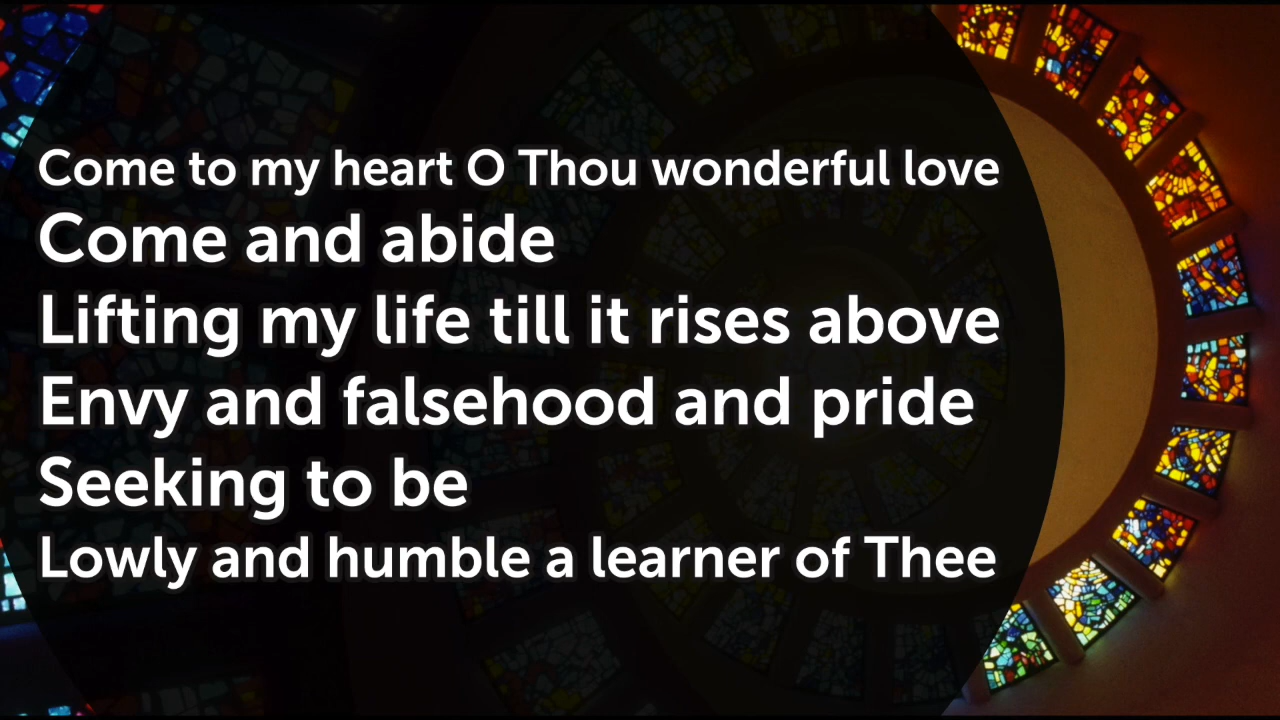 Come to my heart O Thou wonderful love
Come and abide
Lifting my life till it rises above
Envy and falsehood and pride
Seeking to be
Lowly and humble a learner of Thee